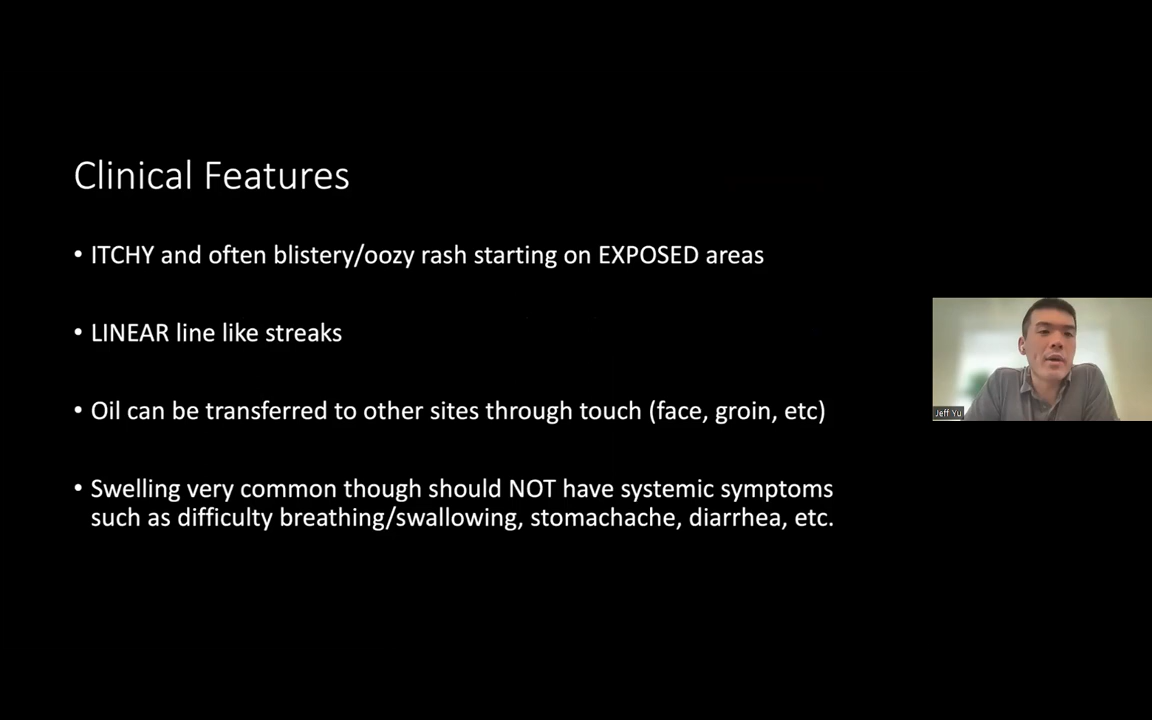 Clinical Features
• ITCHY and often blistery/oozy rash starting on EXPOSED areas
• LINEAR line like streaks
• Oil can be transferred to other sites through touch (face, groin, etc)
• Swelling very common though should NOT have systemic symptoms
such as difficulty breathing/swallowing, stomachache, diarrhea, etc.
Jeff Yu